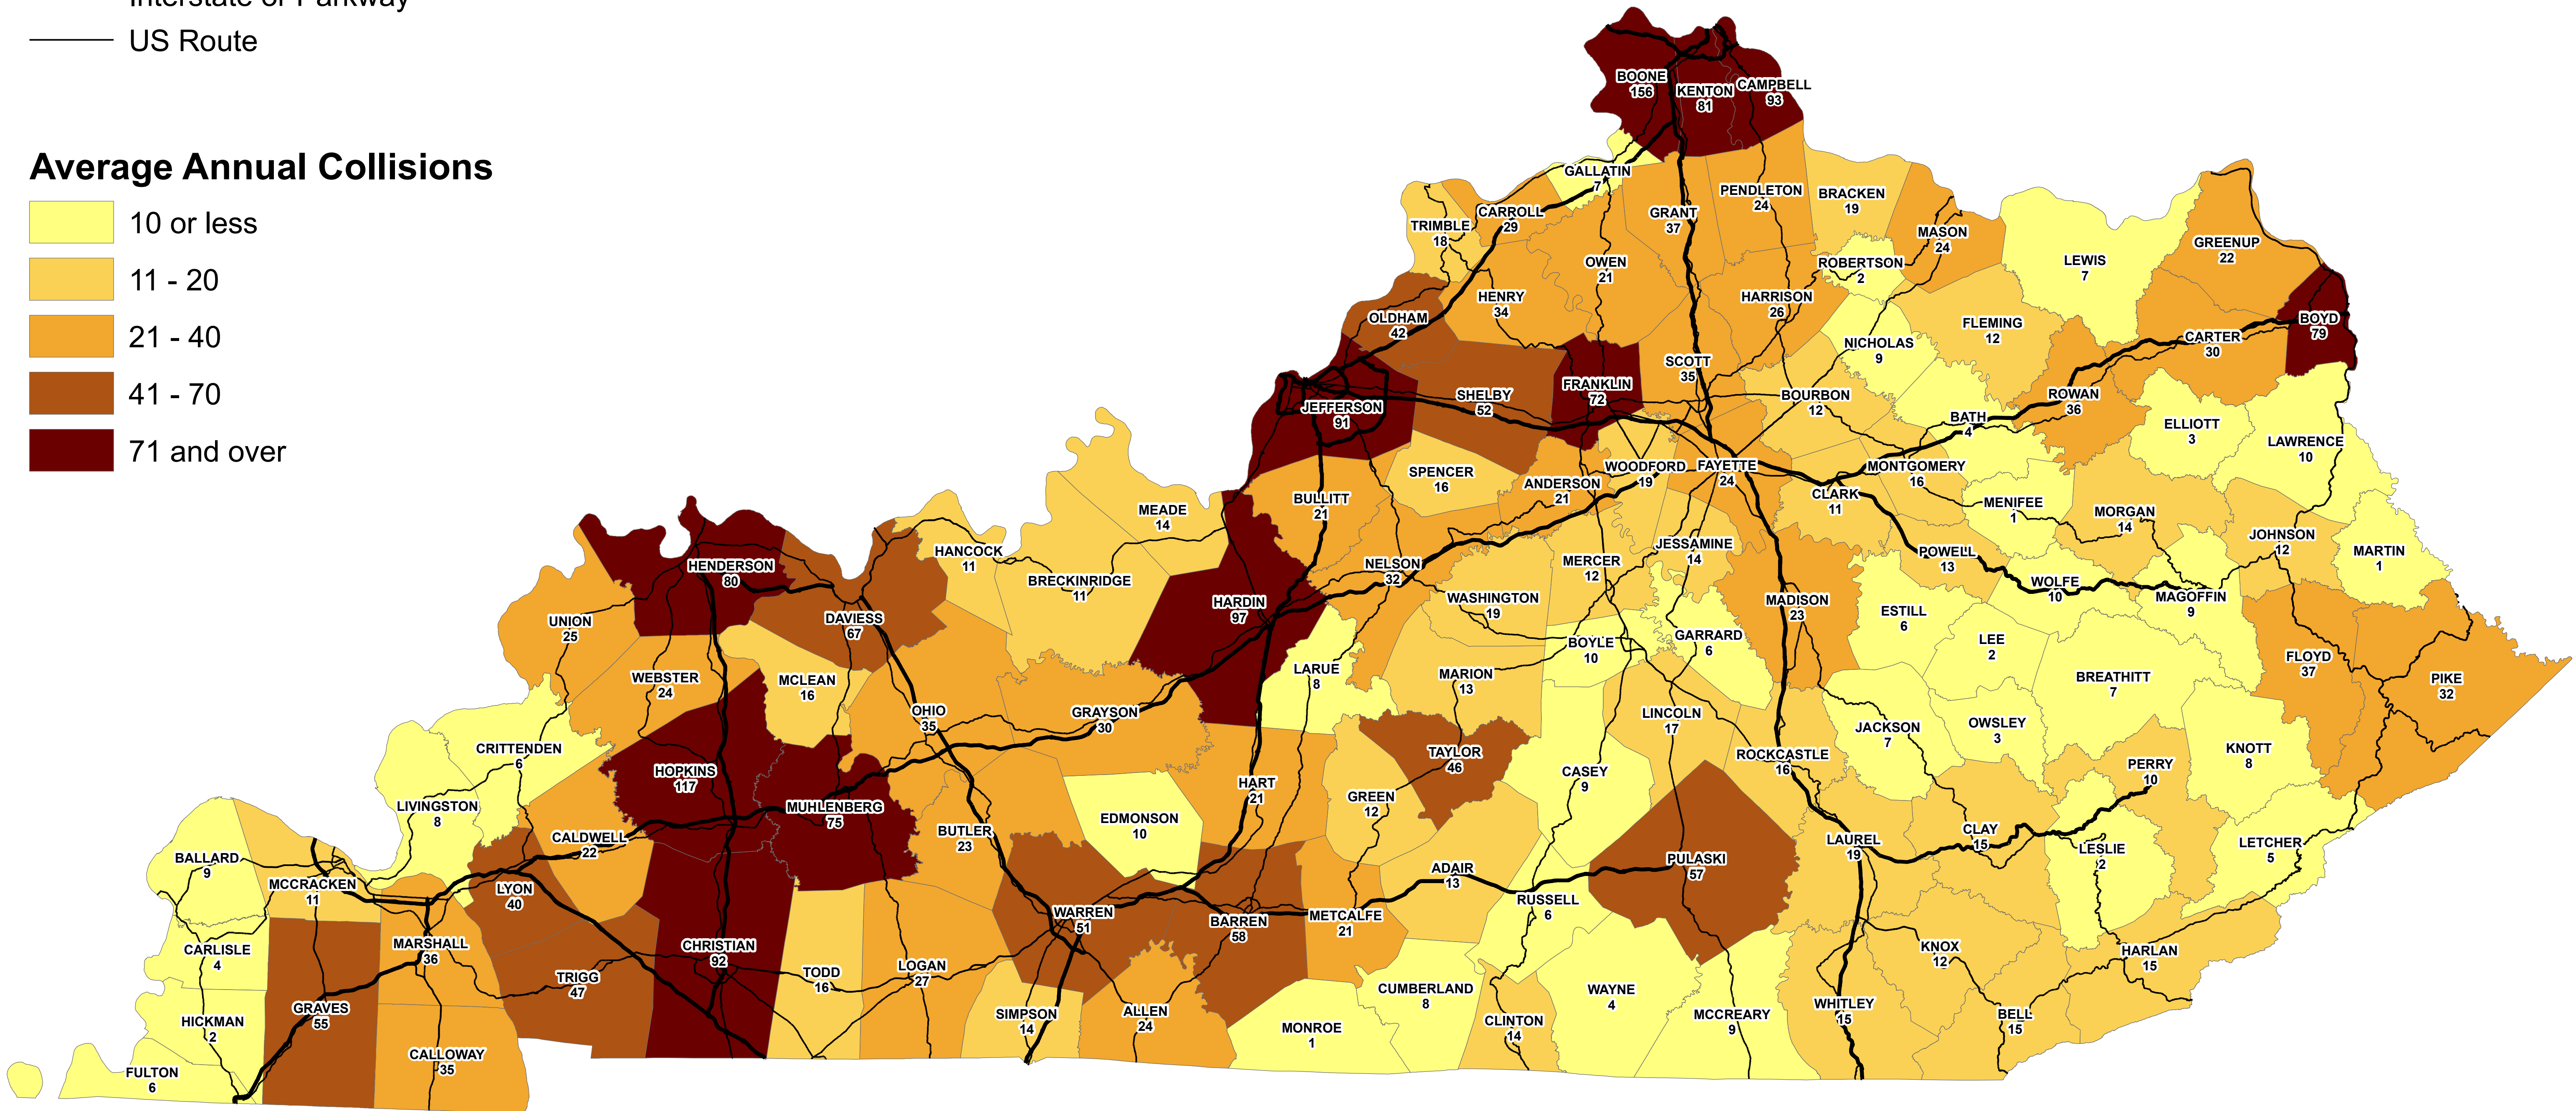 Interstate or Parkway
US Route
Average Annual Collisions
10 or less
11 - 20
21 - 40
41 - 70
71 and over
BOONE
156
KENTON
81
CAMPBELL
93
GALLATIN
7
CARROLL
29
TRIMBLE
18
GRANT
37
PENDLETON
24
BRACKEN
19
MASON
24
ROBERTSON
2
LEWIS
7
GREENUP
22
OWEN
21
HENRY
34
OLDHAM
42
HARRISON
26
NICHOLAS
9
FLEMING
12
CARTER
30
BOYD
79
SCOTT
35
FRANKLIN
72
SHELBY
52
JEFFERSON
91
BOURBON
12
BATH
4
ROWAN
36
ELLIOTT
3
LAWRENCE
10
SPENCER
16
ANDERSON
21
WOODFORD
19
FAYETTE
24
CLARK
11
MONTGOMERY
16
MENIFEE
1
MORGAN
14
JOHNSON
12
MARTIN
1
BULLITT
21
MEADE
14
HANCOCK
11
BRECKINRIDGE
11
HARDIN
97
NELSON
32
WASHINGTON
19
MERCER
12
JESSAMINE
14
MADISON
23
POWELL
13
WOLFE
10
MAGOFFIN
9
ESTILL
6
LEE
2
BREATHITT
7
FLOYD
37
PIKE
32
HENDERSON
80
DAVIESS
67
UNION
25
WEBSTER
24
MCLEAN
16
OHIO
35
GRAYSON
30
LARUE
8
MARION
13
BOYLE
10
GARRARD
6
LINCOLN
17
ROCKCASTLE
16
JACKSON
7
OWSLEY
3
KNOTT
8
PERRY
10
CRITTENDEN
6
LIVINGSTON
8
HOPKINS
117
MUHLENBERG
75
BUTLER
23
EDMONSON
10
HART
21
GREEN
12
TAYLOR
46
CASEY
9
PULASKI
57
LAUREL
19
CLAY
15
LESLIE
2
LETCHER
5
BALLARD
9
MCCRACKEN
11
CALDWELL
22
LYON
40
MARSHALL
36
CARLISLE
4
GRAVES
55
HICKMAN
2
FULTON
6
CALLOWAY
35
TRIGG
47
CHRISTIAN
92
TODD
16
LOGAN
27
WARREN
51
SIMPSON
14
ALLEN
24
BARREN
58
METCALFE
21
ADAIR
13
RUSSELL
6
MONROE
1
CUMBERLAND
8
CLINTON
14
WAYNE
4
MCCREARY
9
WHITLEY
15
KNOX
12
BELL
15
HARLAN
15